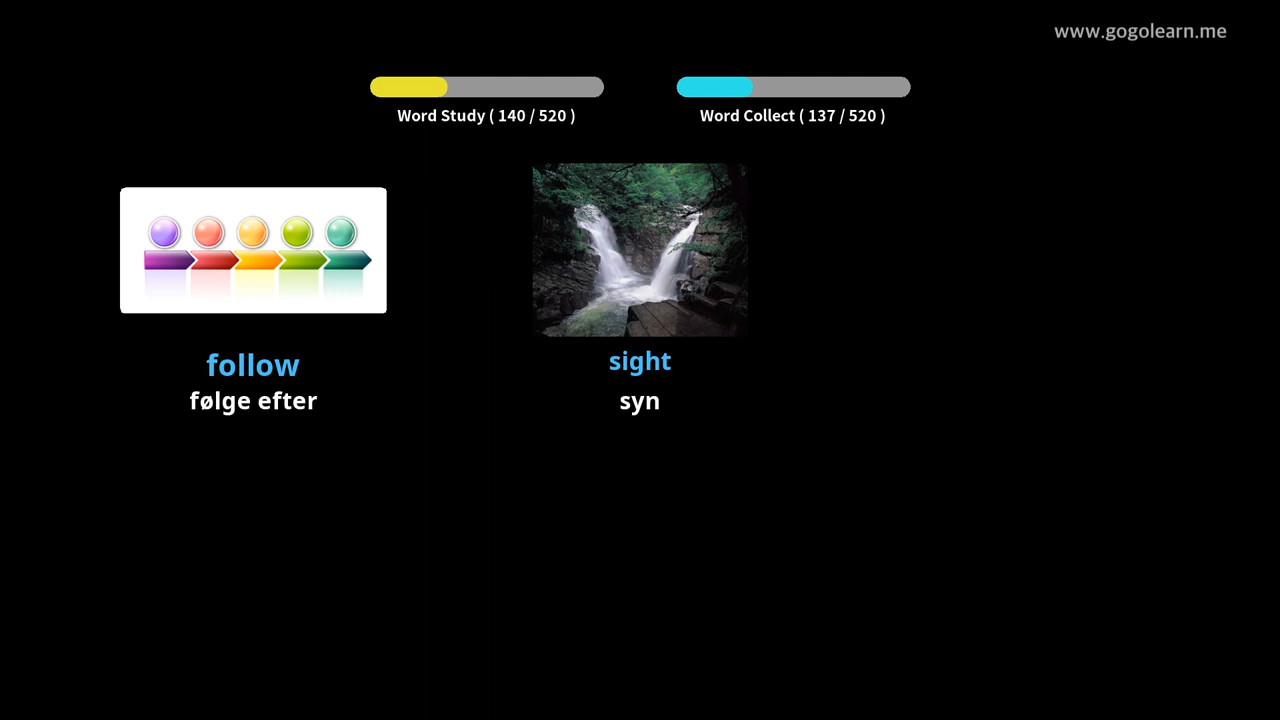 www.gogolearn.me
Word Study ( 140 / 520 )
Word Collect ( 137 / 520 )
follow
følge efter
sight
syn